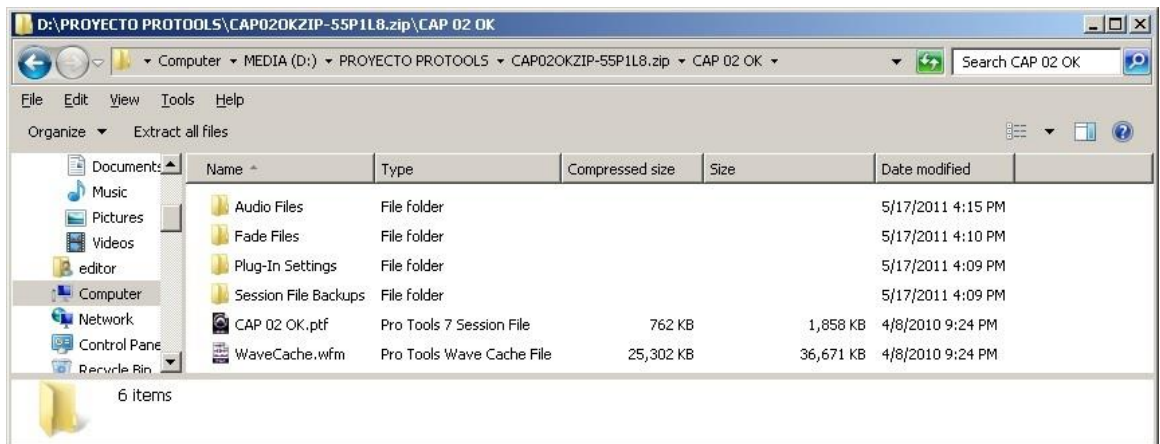 D:\PROYECTO PROTOOLS\CAP02OKZIP-55P1L8.zip\CAP 02 OK
Computer MEDIA (D:) PROYECTO PROTOOLS CAP02OKZIP-55P1L8.zip CAP 02 OK Search CAP 02 OK
File Edit View Tools Help
Organize Extract all files
Documents
Music
Pictures
Videos
editor
Computer
Network
Control Pane
Recycle Bin
Name Type Compressed size Size Date modified
Audio Files File folder 5/17/2011 4:15 PM
Fade Files File folder 5/17/2011 4:10 PM
Plug-In Settings File folder 5/17/2011 4:09 PM
Session File Backups File folder 5/17/2011 4:09 PM
CAP 02 OK.ptf Pro Tools 7 Session File 762 KB 1,858 KB 4/8/2010 9:24 PM
WaveCache.wfm Pro Tools Wave Cache File 25,302 KB 36,671 KB 4/8/2010 9:24 PM
6 items